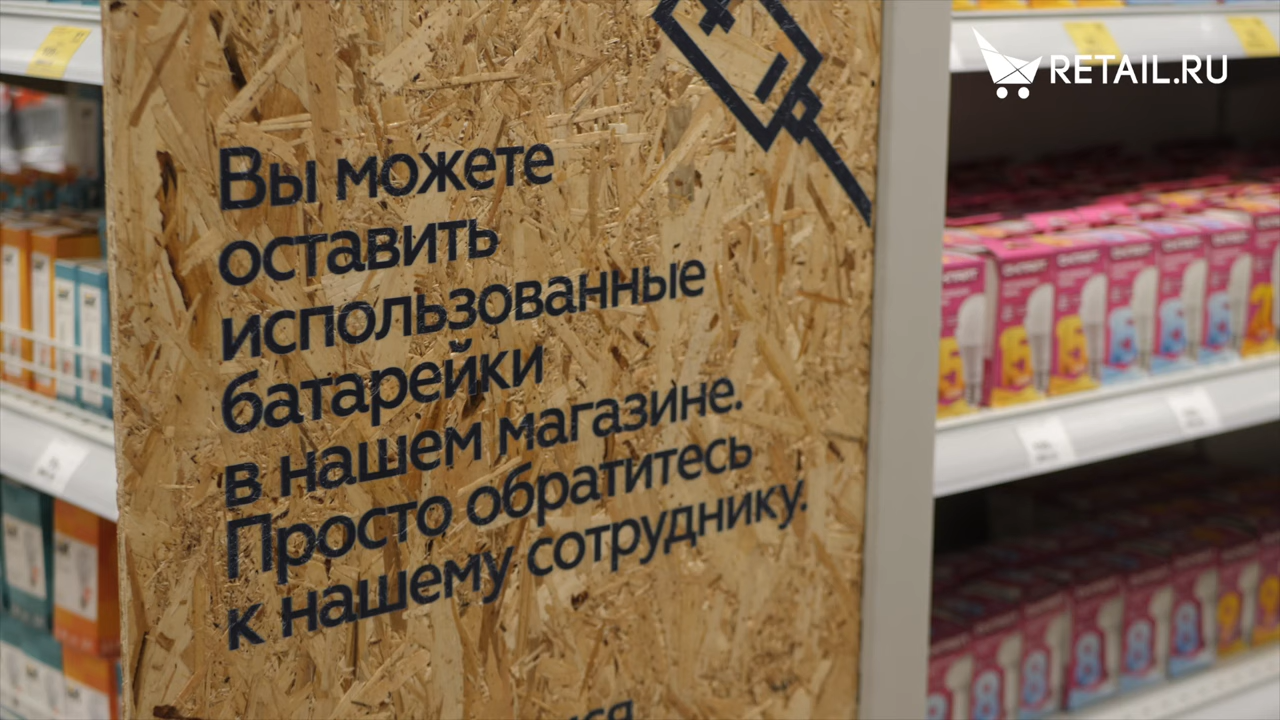 RETAIL.RU
Вы можете
оставить
использованные
батарейки
в нашем магазине.
Просто обратитесь
к нашему сотруднику.